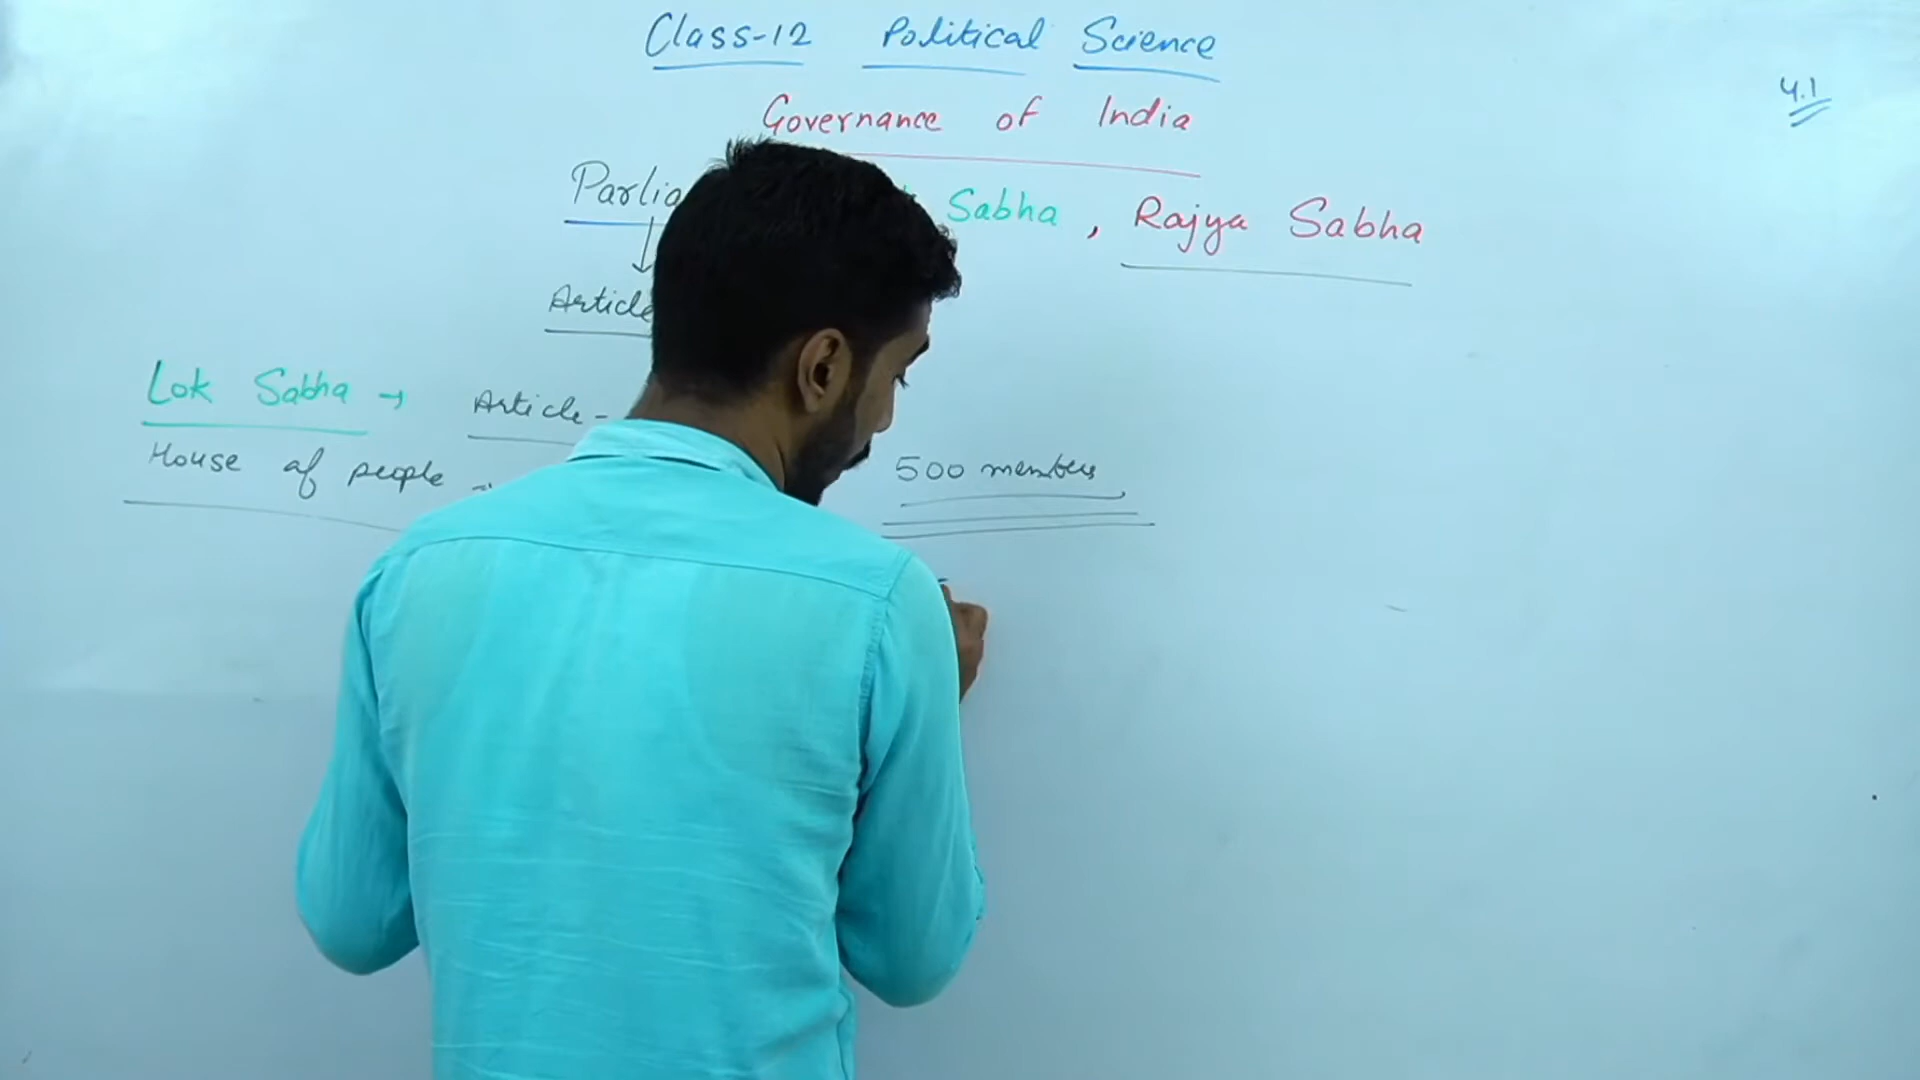 Class-12 Political Science
4.1
Governance of India
Sabha, Rajya Sabha
Article
Lok Sabha → Article-
House of people → 500 members